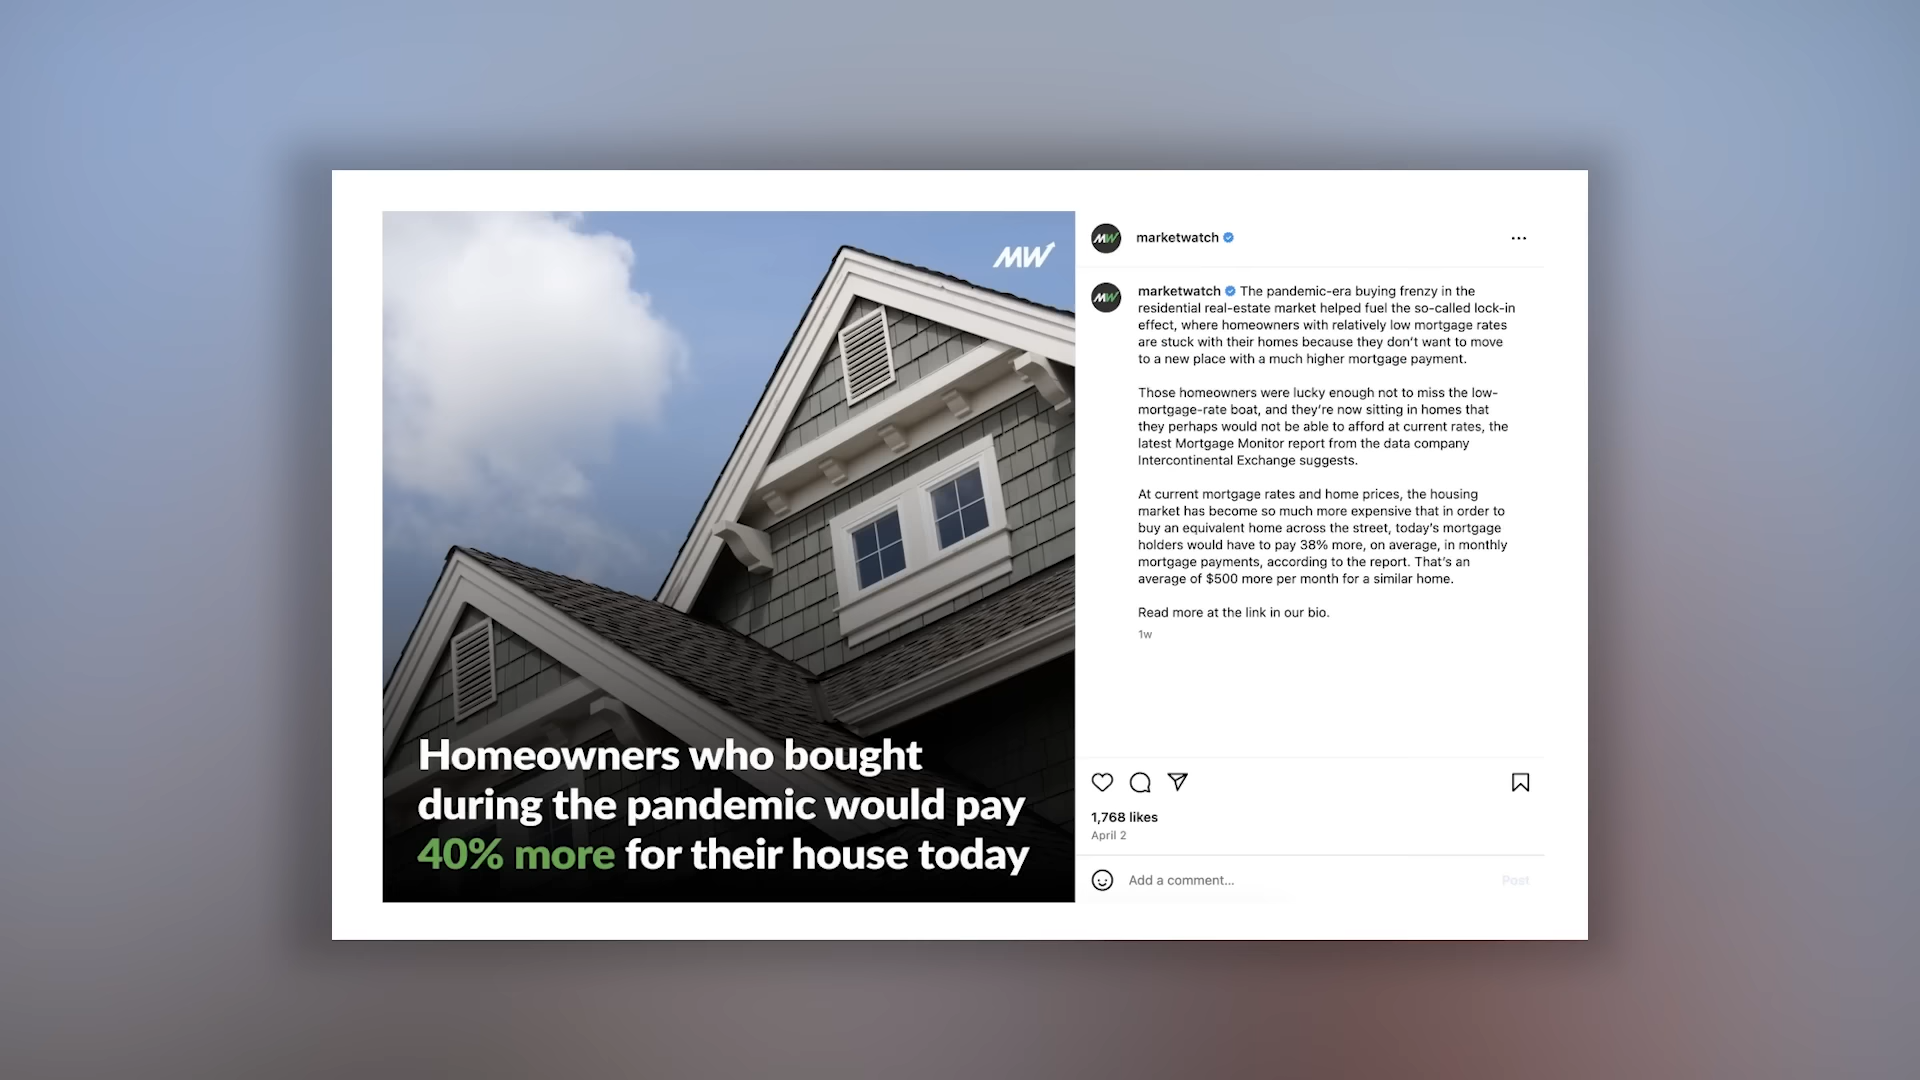 MW
Homeowners who bought
during the pandemic would pay
40% more for their house today
MW marketwatch
MW marketwatch The pandemic-era buying frenzy in the
residential real-estate market helped fuel the so-called lock-in
effect, where homeowners with relatively low mortgage rates
are stuck with their homes because they don't want to move
to a new place with a much higher mortgage payment.
Those homeowners were lucky enough not to miss the low-
mortgage-rate boat, and they're now sitting in homes that
they perhaps would not be able to afford at current rates, the
latest Mortgage Monitor report from the data company
Intercontinental Exchange suggests.
At current mortgage rates and home prices, the housing
market has become so much more expensive that in order to
buy an equivalent home across the street, today's mortgage
holders would have to pay 38% more, on average, in monthly
mortgage payments, according to the report. That's an
average of $500 more per month for a similar home.
Read more at the link in our bio.
1w
1,768 likes
April 2
Add a comment... Post